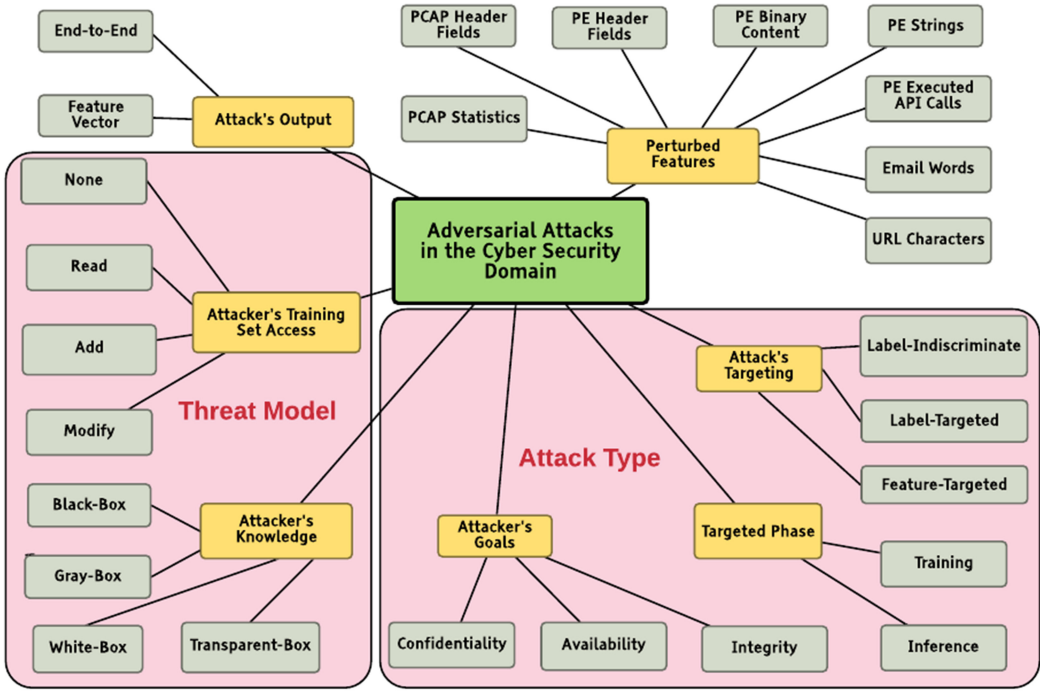 End-to-End
Feature
Vector
Attack's Output
PCAP Header
Fields
PE Header
Fields
PE Binary
Content
PE Strings
PCAP Statistics
PE Executed
API Calls
Perturbed
Features
Email Words
URL Characters
Adversarial Attacks
in the Cyber Security
Domain
None
Read
Add
Modify
Attacker's Training
Set Access
Threat Model
Black-Box
Gray-Box
White-Box
Transparent-Box
Attacker's
Knowledge
Attack Type
Attack's
Targeting
Label-Indiscriminate
Label-Targeted
Feature-Targeted
Attacker's
Goals
Confidentiality
Availability
Integrity
Targeted Phase
Training
Inference